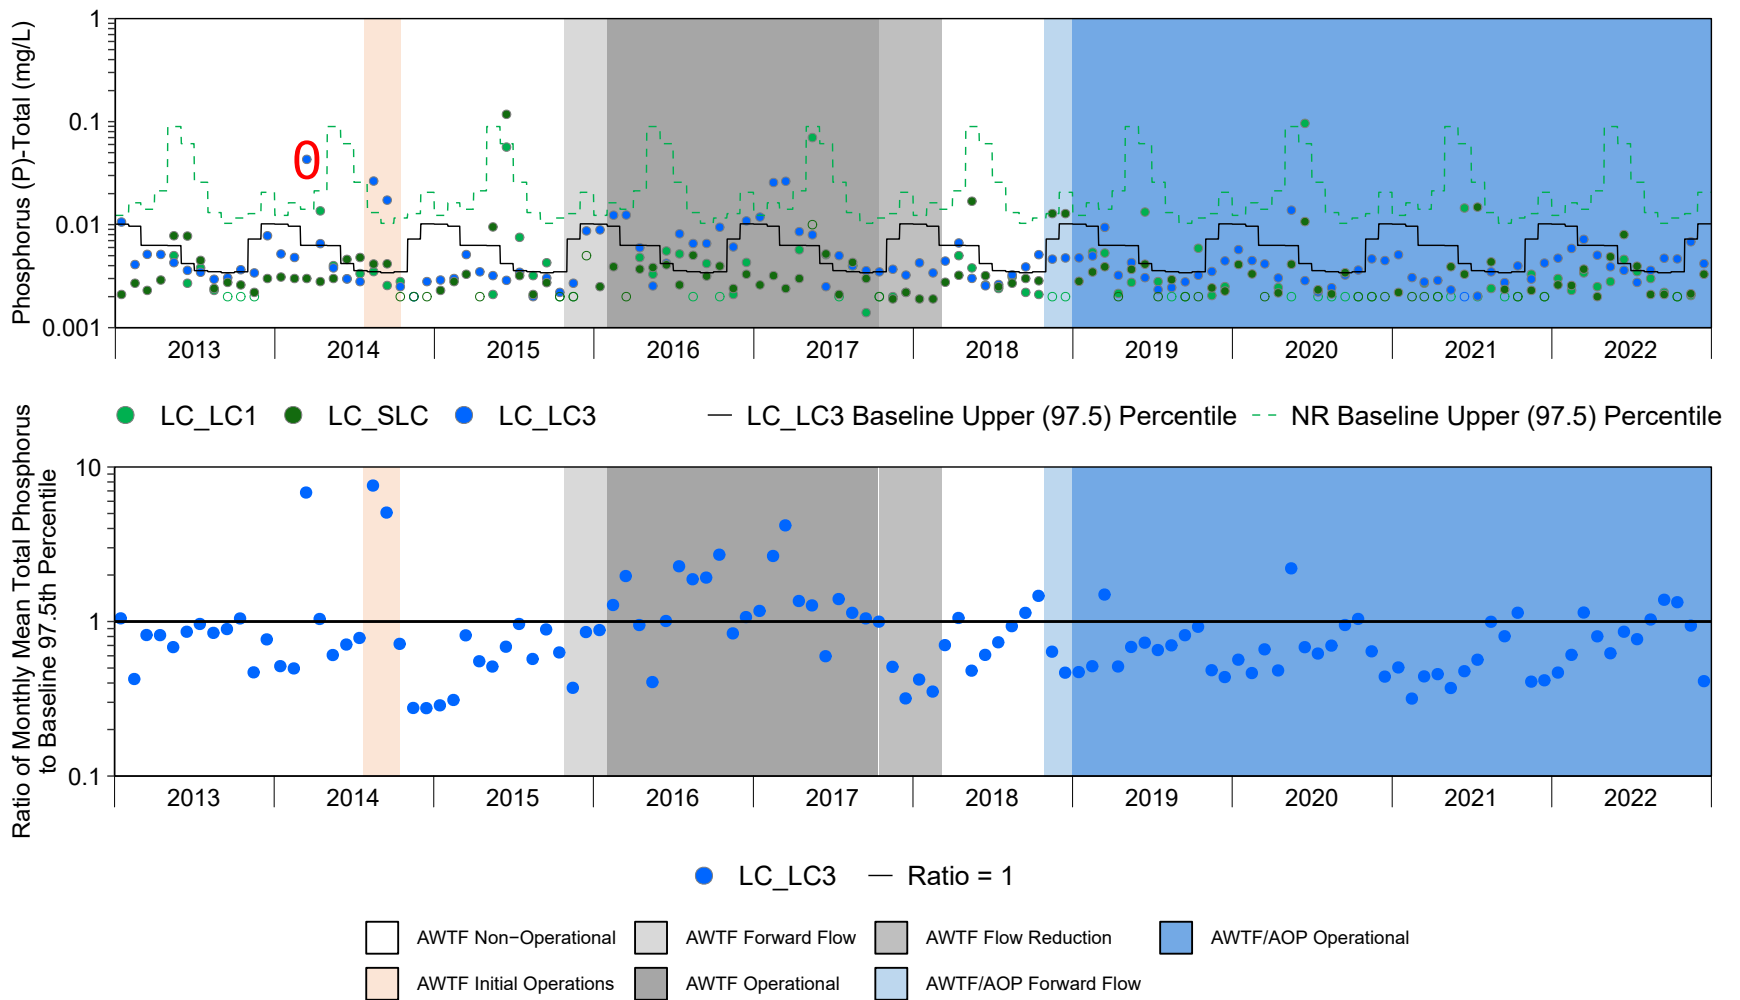 Phosphorus (P)-Total (mg/L)
1
0.1
0.01
0.001
0
2013 2014 2015 2016 2017 2018 2019 2020 2021 2022
LC_LC1 LC_SLC LC_LC3 LC_LC3 Baseline Upper (97.5) Percentile NR Baseline Upper (97.5) Percentile
Ratio of Monthly Mean Total Phosphorus
to Baseline 97.5th Percentile
10
1
0.1
2013 2014 2015 2016 2017 2018 2019 2020 2021 2022
LC_LC3 Ratio = 1
AWTF Non−Operational AWTF Forward Flow AWTF Flow Reduction AWTF/AOP Operational
AWTF Initial Operations AWTF Operational AWTF/AOP Forward Flow